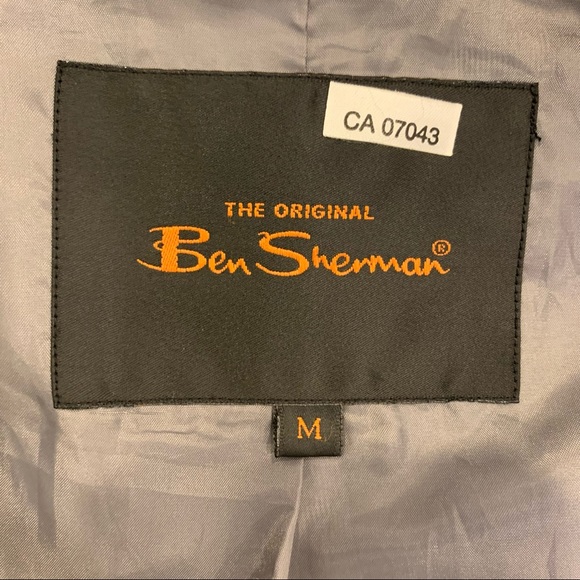 CA 07043
THE ORIGINAL
Ben Sherman®
M